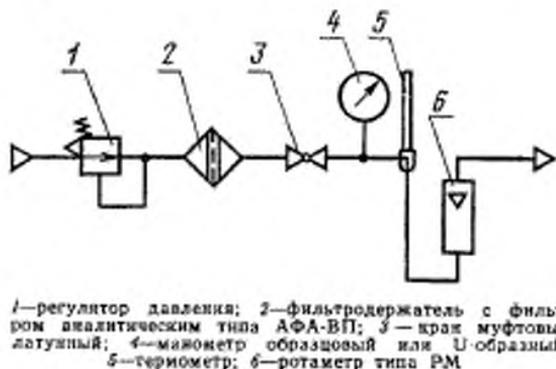 1
2
3
4
5
6
1—регулятор давления; 2—фильтродержатель с филь
ром аналитическим типа АФА-ВП; 3 — кран муфтовы
латунный; 4—манометр образцовый или U-образный
5—термометр; 6—ротаметр типа РМ